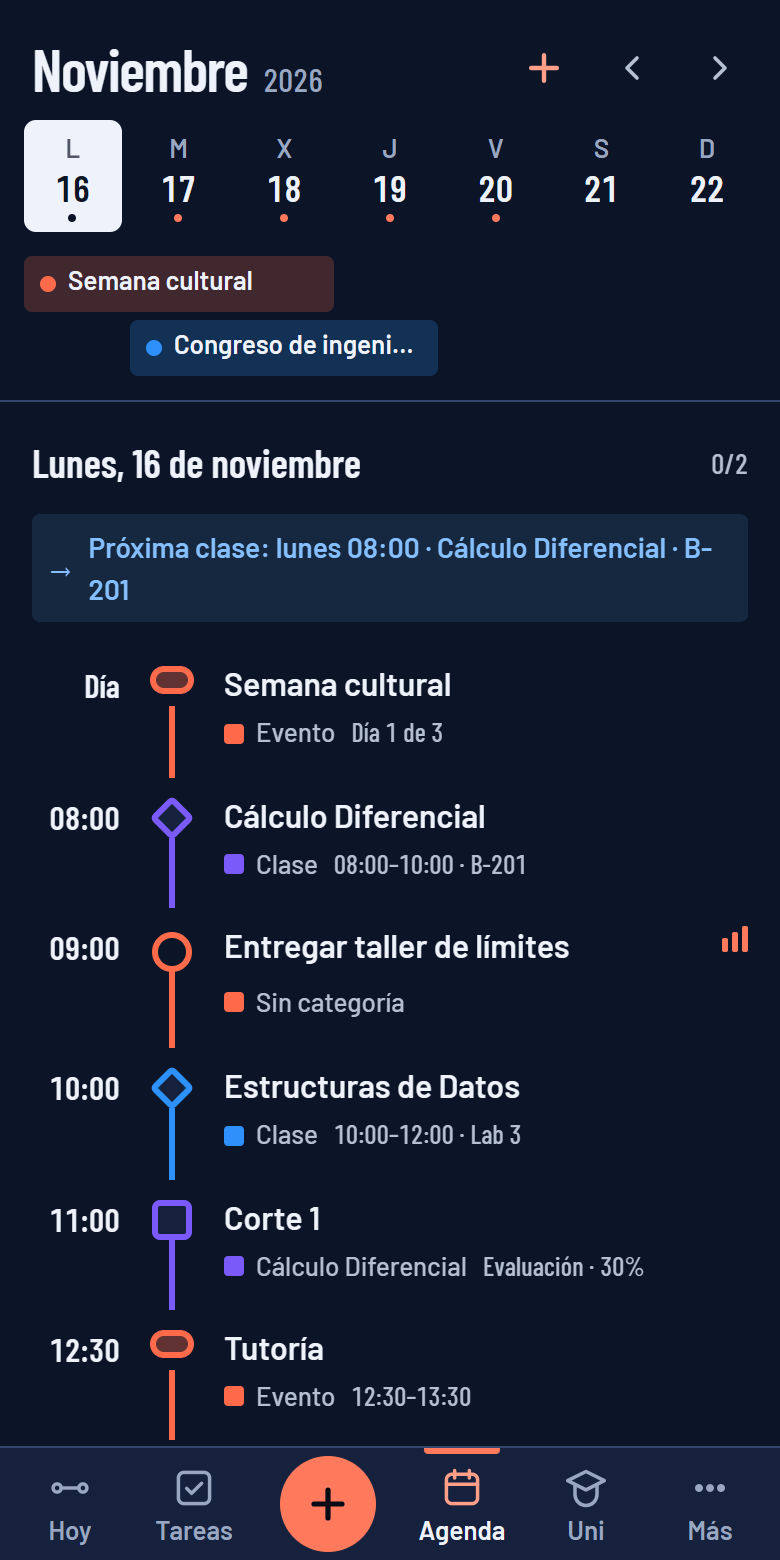 Noviembre 2026
L M X J V S D
16 17 18 19 20 21 22
Semana cultural
Congreso de ingeni...
Lunes, 16 de noviembre 0/2
→ Próxima clase: lunes 08:00 · Cálculo Diferencial · B-
201
Día Semana cultural
Evento Día 1 de 3
08:00 Cálculo Diferencial
Clase 08:00–10:00 · B-201
09:00 Entregar taller de límites
Sin categoría
10:00 Estructuras de Datos
Clase 10:00–12:00 · Lab 3
11:00 Corte 1
Cálculo Diferencial Evaluación · 30%
12:30 Tutoría
Evento 12:30–13:30
Hoy Tareas Agenda Uni Más